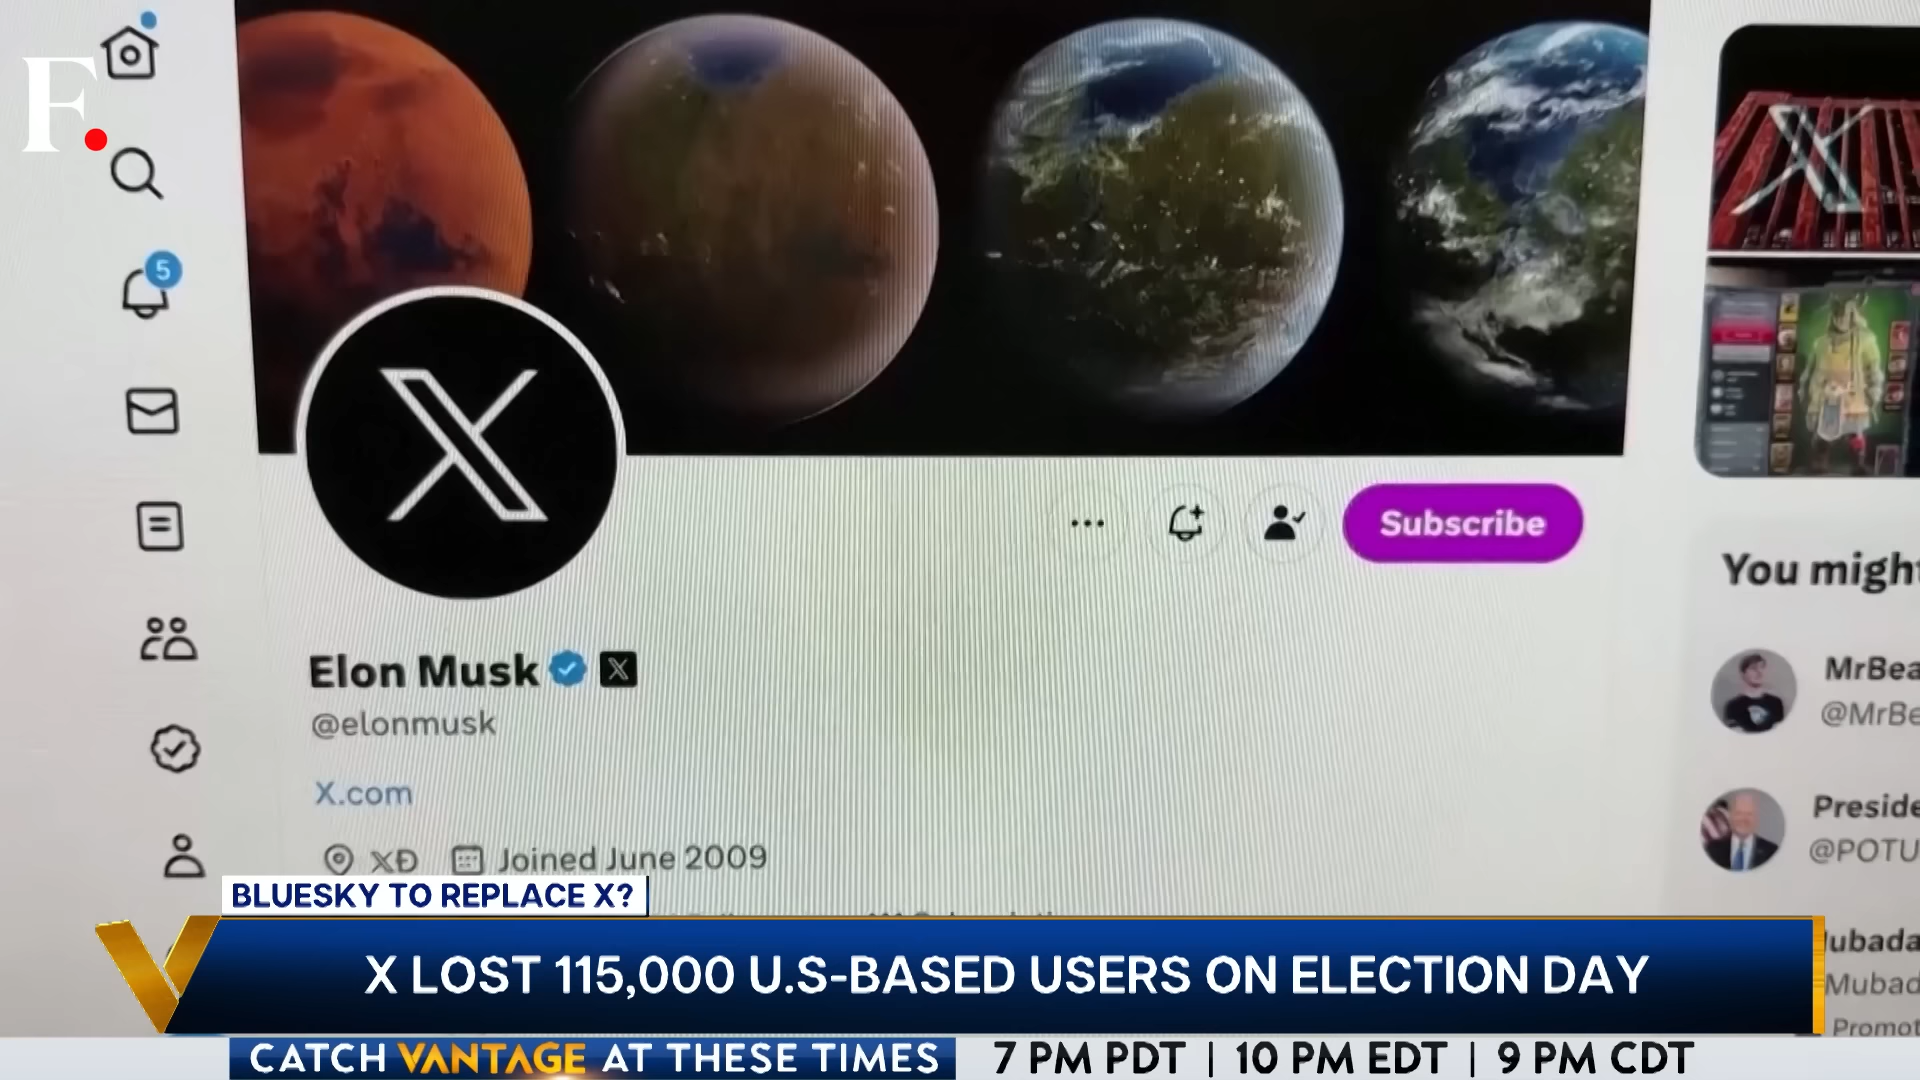 F.
5
X
Subscribe
You might
Elon Musk
@elonmusk
X.com
XÐ Joined June 2009
MrBea
@MrBe
Preside
@POTU
BLUESKY TO REPLACE X?
X LOST 115,000 U.S-BASED USERS ON ELECTION DAY
ubada
Mubad
Promot
CATCH VANTAGE AT THESE TIMES 7 PM PDT | 10 PM EDT | 9 PM CDT